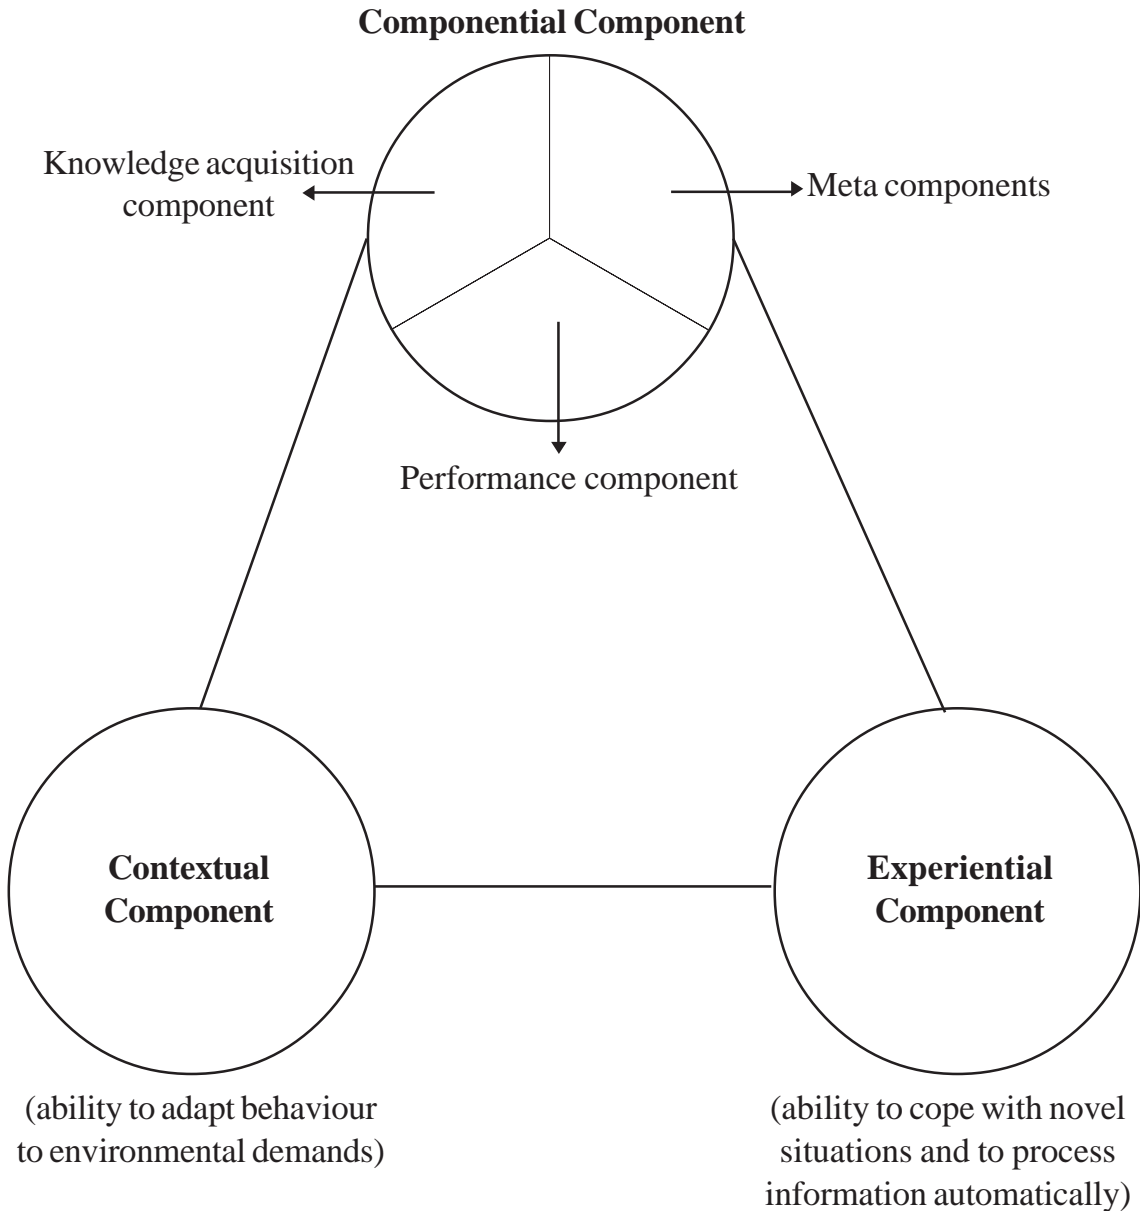 Componential Component
Knowledge acquisition
component
Meta components
Performance component
Contextual
Component
Experiential
Component
(ability to adapt behaviour
to environmental demands)
(ability to cope with novel
situations and to process
information automatically)